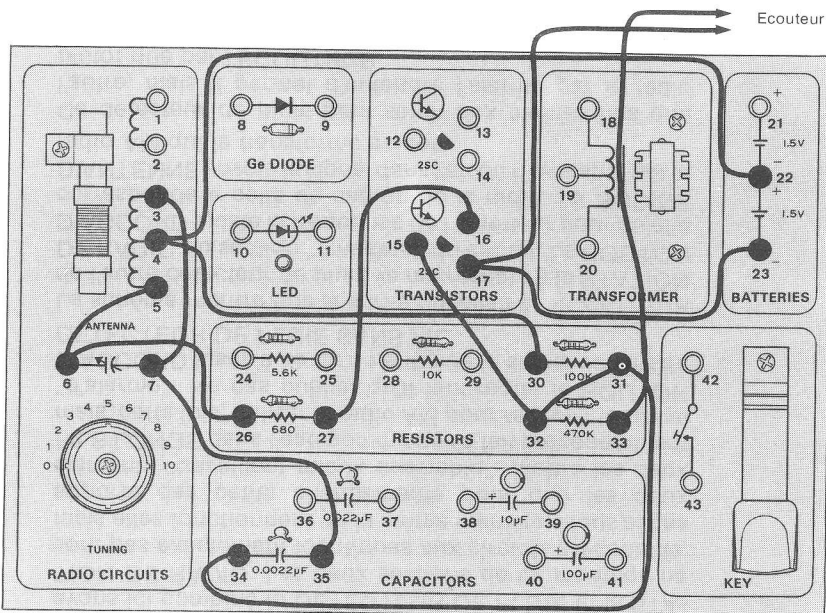 Ecouteur
1
2
3
4
5
ANTENNA
6
7
0 1 2 3 4 5 6 7 8 9 10
TUNING
RADIO CIRCUITS
8
9
Ge DIODE
10
11
LED
12
13
14
2SC
15
16
2SC
17
TRANSISTORS
18
19
20
TRANSFORMER
+
21
1.5V
−
22
+
1.5V
23
−
BATTERIES
24 5.6K 25
28 10K 29
30 100K 31
26 680 27
32 470K 33
RESISTORS
36 0.022µF 37
38 + 10µF 39
34 0.0022µF 35
40 + 100µF 41
CAPACITORS
42
43
KEY